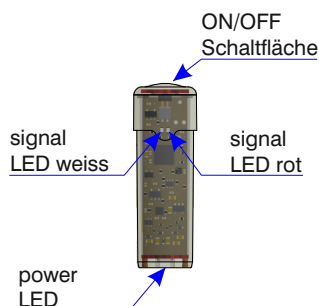 ON/OFF
Schaltfläche
signal
LED weiss
signal
LED rot
power
LED